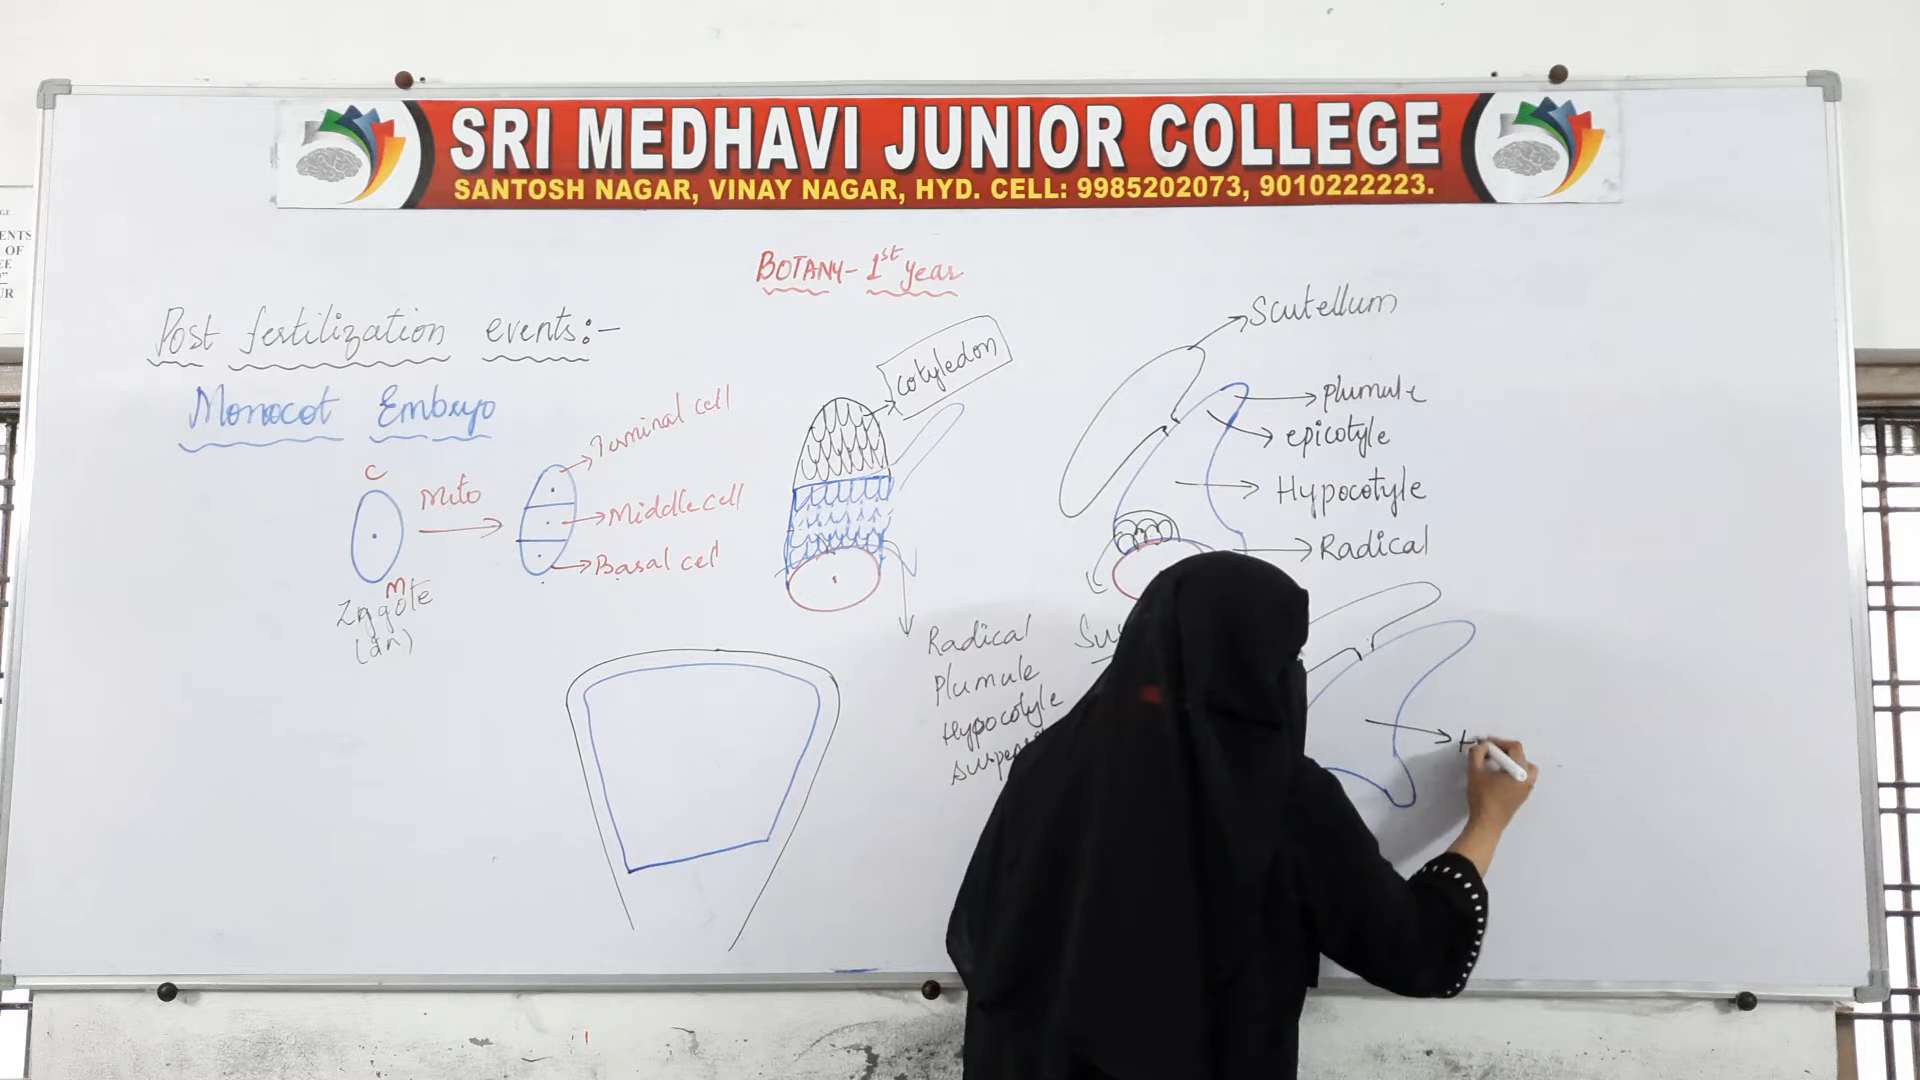 SRI MEDHAVI JUNIOR COLLEGE
SANTOSH NAGAR, VINAY NAGAR, HYD. CELL: 9985202073, 9010222223.
BOTANY- 1st year
Post fertilization events:-
Monocot Embryo
C
Mito
M
Zygote
(2n)
Terminal cell
Middle cell
Basal cell
Cotyledon
Radical
Plumule
Hypocotyle
Scutellum
plumule
epicotyle
Hypocotyle
Radical
OF
UR